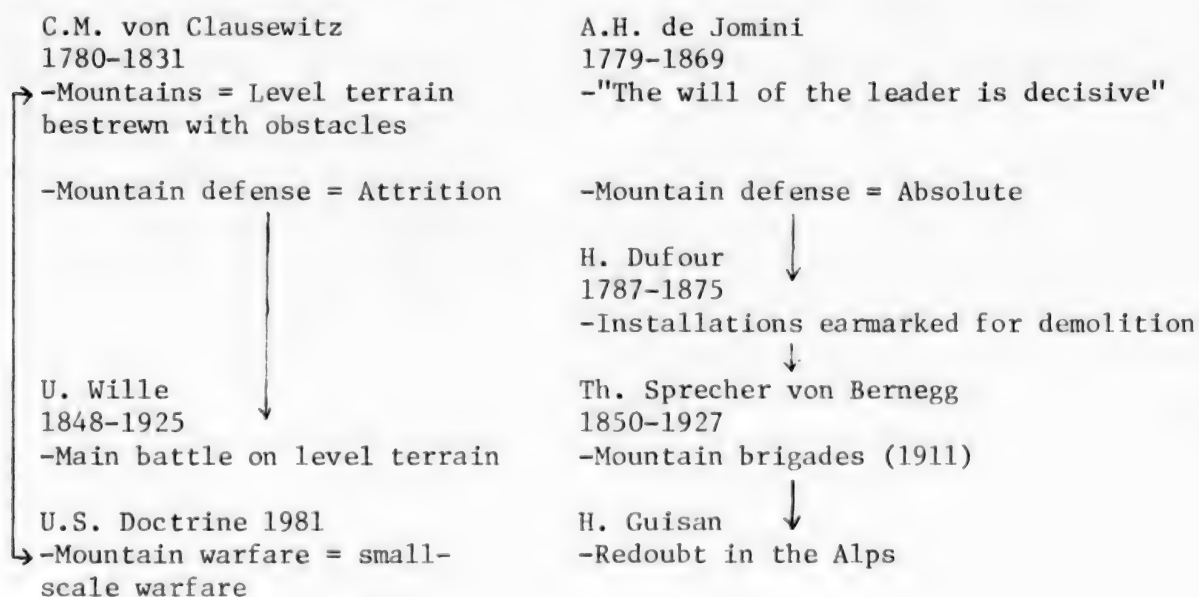 C.M. von Clausewitz
1780-1831
-Mountains = Level terrain
bestrewn with obstacles
-Mountain defense = Attrition
U. Wille
1848-1925
-Main battle on level terrain
U.S. Doctrine 1981
-Mountain warfare = small-
scale warfare
A.H. de Jomini
1779-1869
-"The will of the leader is decisive"
-Mountain defense = Absolute
H. Dufour
1787-1875
-Installations earmarked for demolition
Th. Sprecher von Bernegg
1850-1927
-Mountain brigades (1911)
H. Guisan
-Redoubt in the Alps